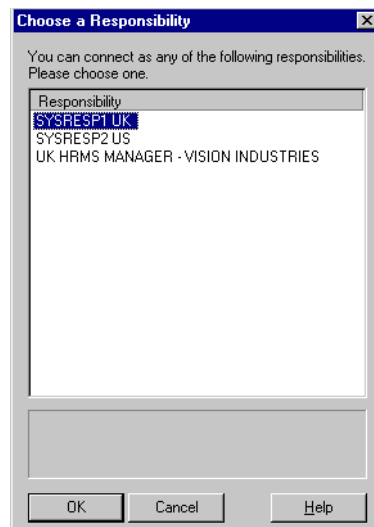 Choose a Responsibility
You can connect as any of the following responsibilities.
Please choose one.
Responsibility
SYSRESP1 UK
SYSRESP2 US
UK HRMS MANAGER - VISION INDUSTRIES
OK Cancel Help